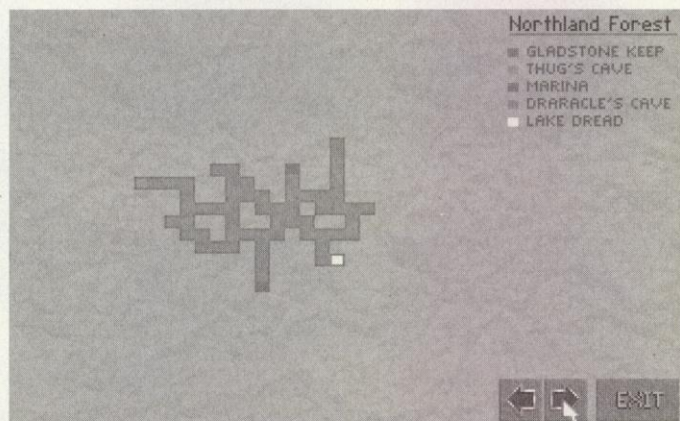 Northland Forest
GLADSTONE KEEP
THUG'S CAVE
MARINA
DRARACLE'S CAVE
LAKE DREAD
EXIT